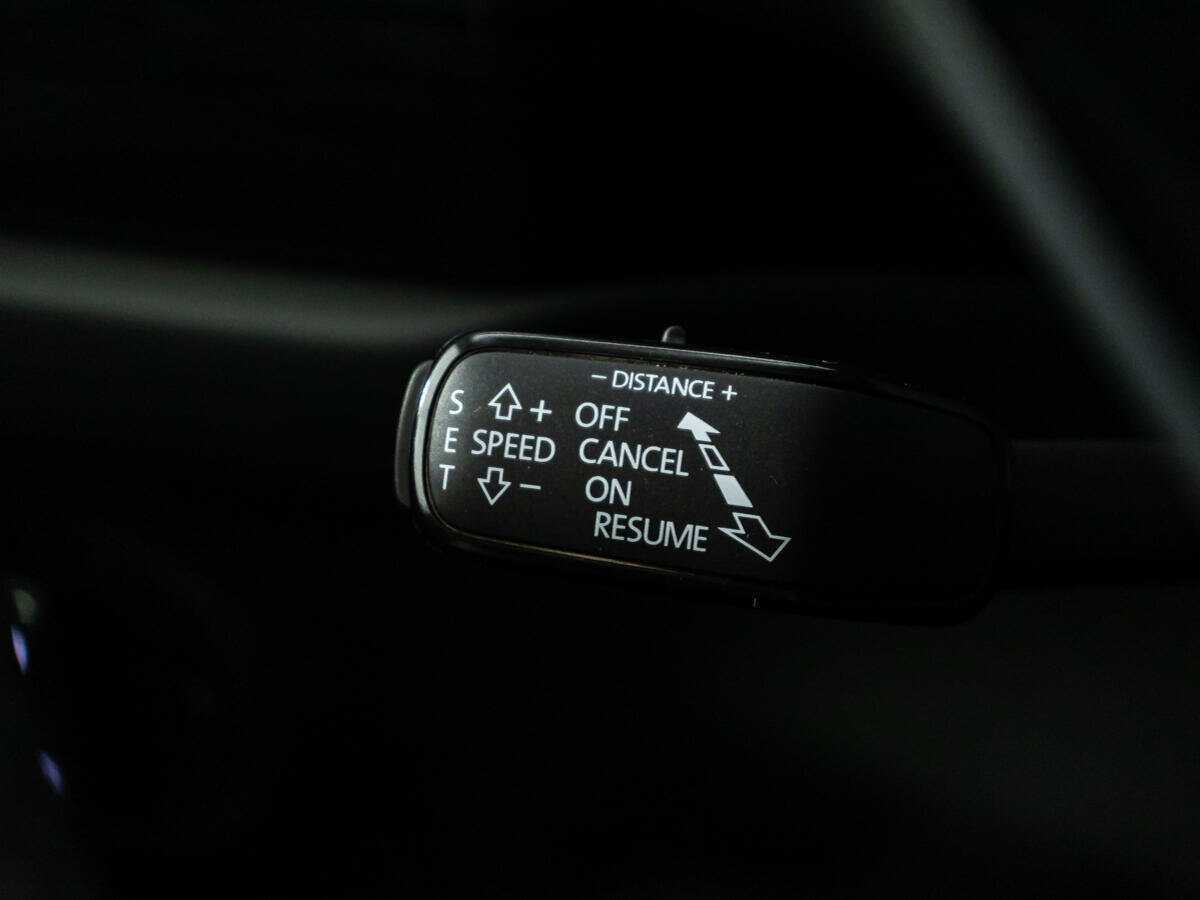 – DISTANCE +
S
E
T
+
SPEED
–
OFF
CANCEL
ON
RESUME